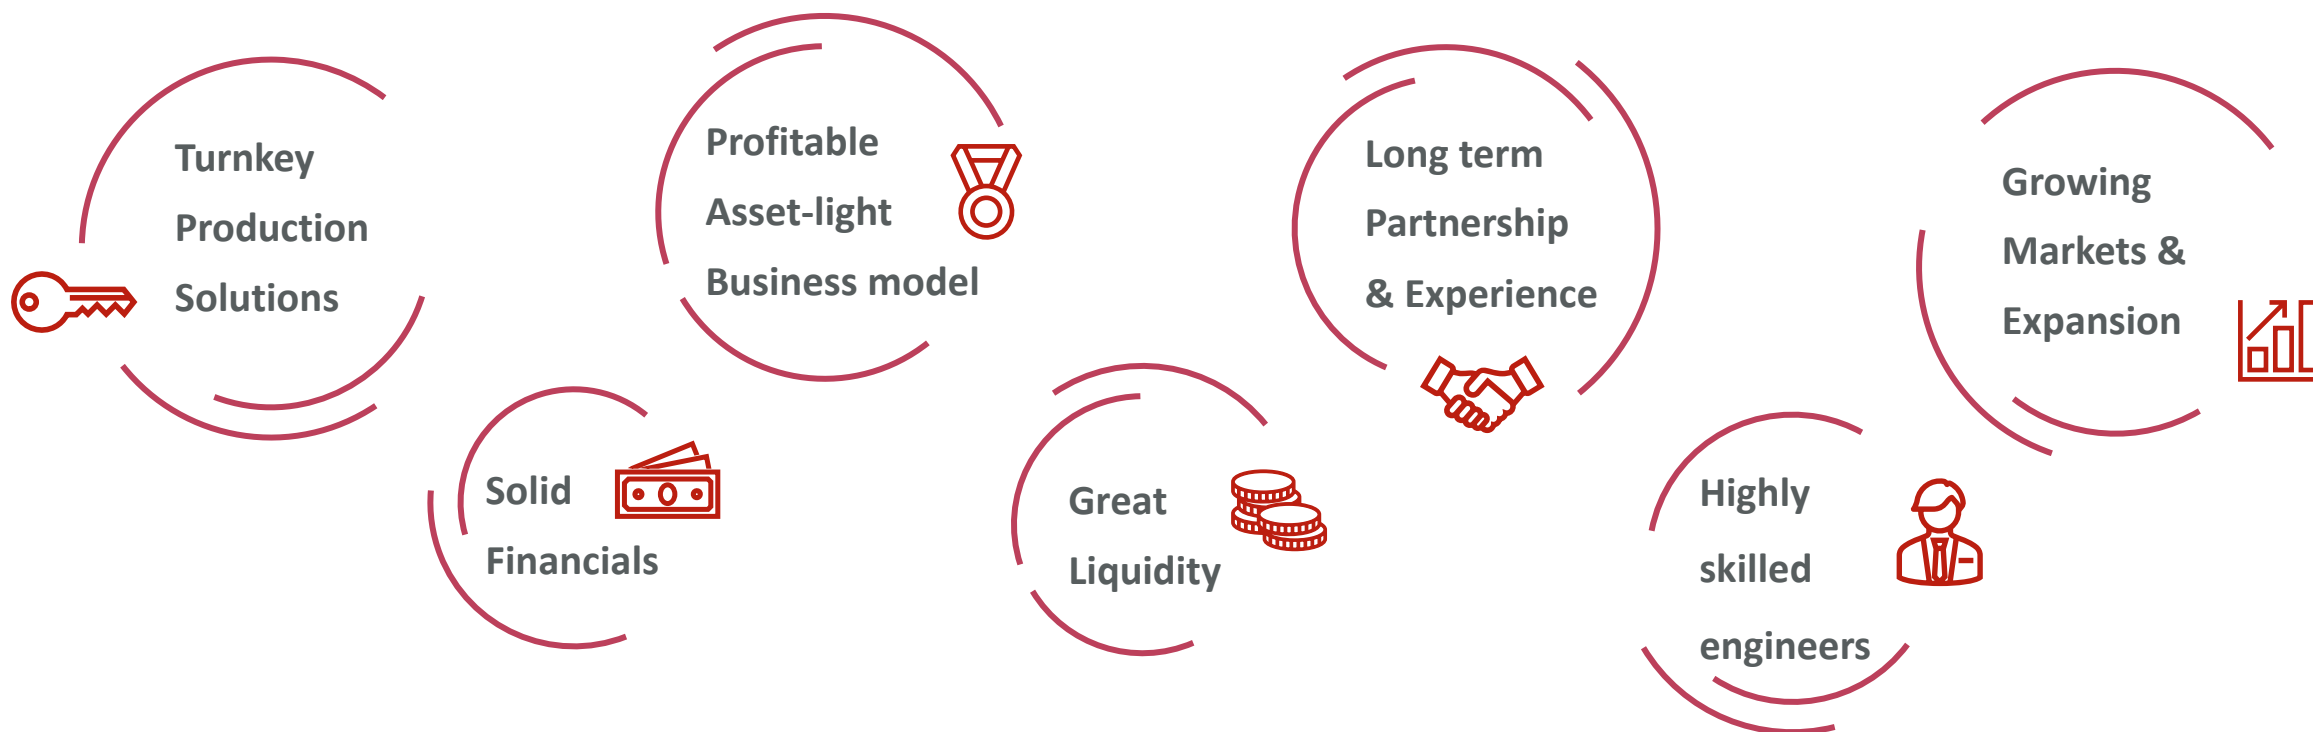 Turnkey
Production
Solutions
Solid
Financials
Profitable
Asset-light
Business model
Great
Liquidity
Long term
Partnership
& Experience
Highly
skilled
engineers
Growing
Markets &
Expansion